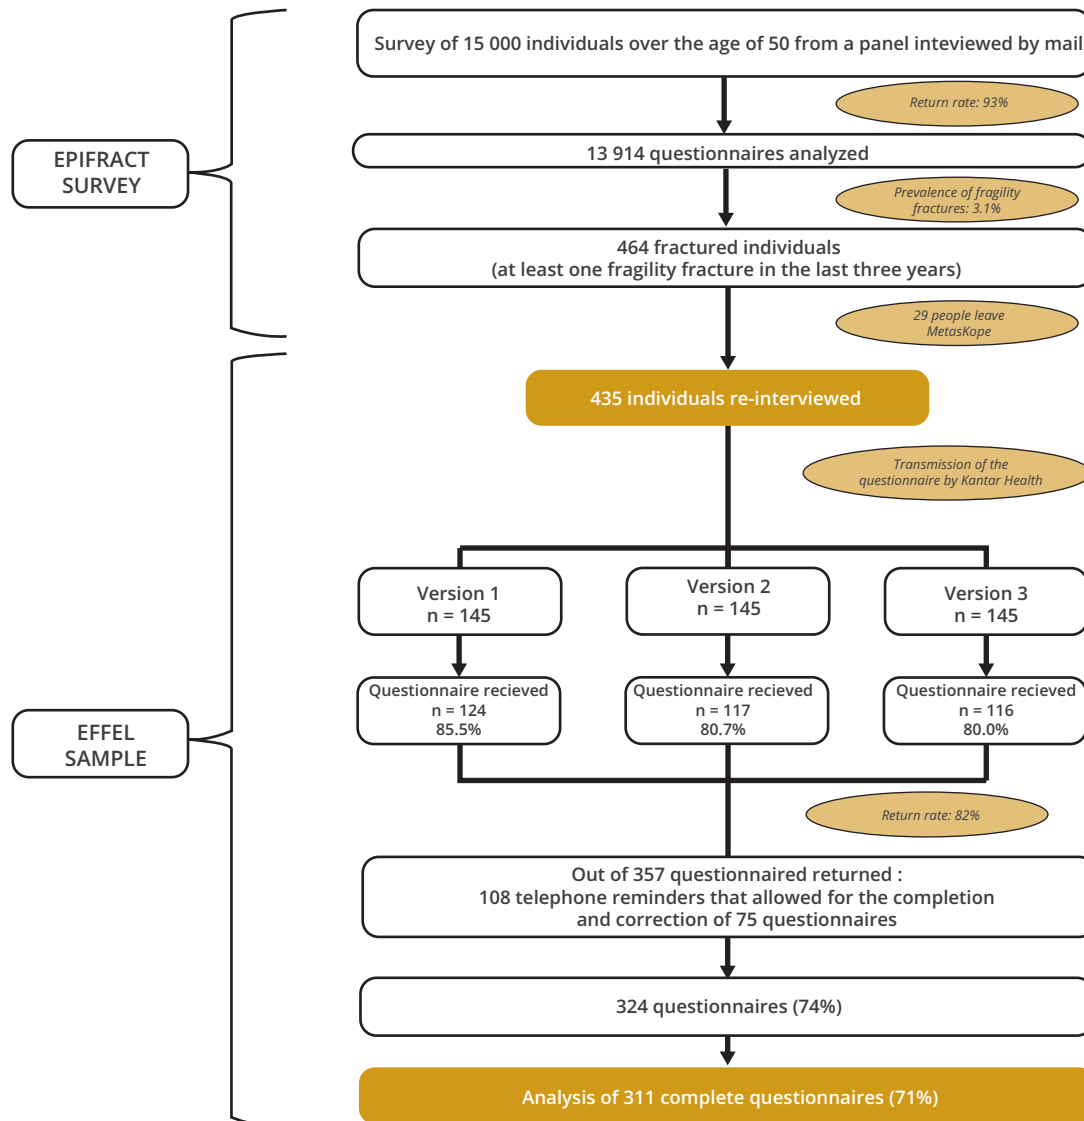 Survey of 15 000 individuals over the age of 50 from a panel inteviewed by mail
Return rate: 93%
EPIFRACT
SURVEY
13 914 questionnaires analyzed
Prevalence of fragility
fractures: 3.1%
464 fractured individuals
(at least one fragility fracture in the last three years)
29 people leave
MetasKope
435 individuals re-interviewed
Transmission of the
questionnaire by Kantar Health
Version 1
n = 145
Version 2
n = 145
Version 3
n = 145
Questionnaire recieved
n = 124
85.5%
Questionnaire recieved
n = 117
80.7%
Questionnaire recieved
n = 116
80.0%
EFFEL
SAMPLE
Return rate: 82%
Out of 357 questionnaired returned :
108 telephone reminders that allowed for the completion
and correction of 75 questionnaires
324 questionnaires (74%)
Analysis of 311 complete questionnaires (71%)